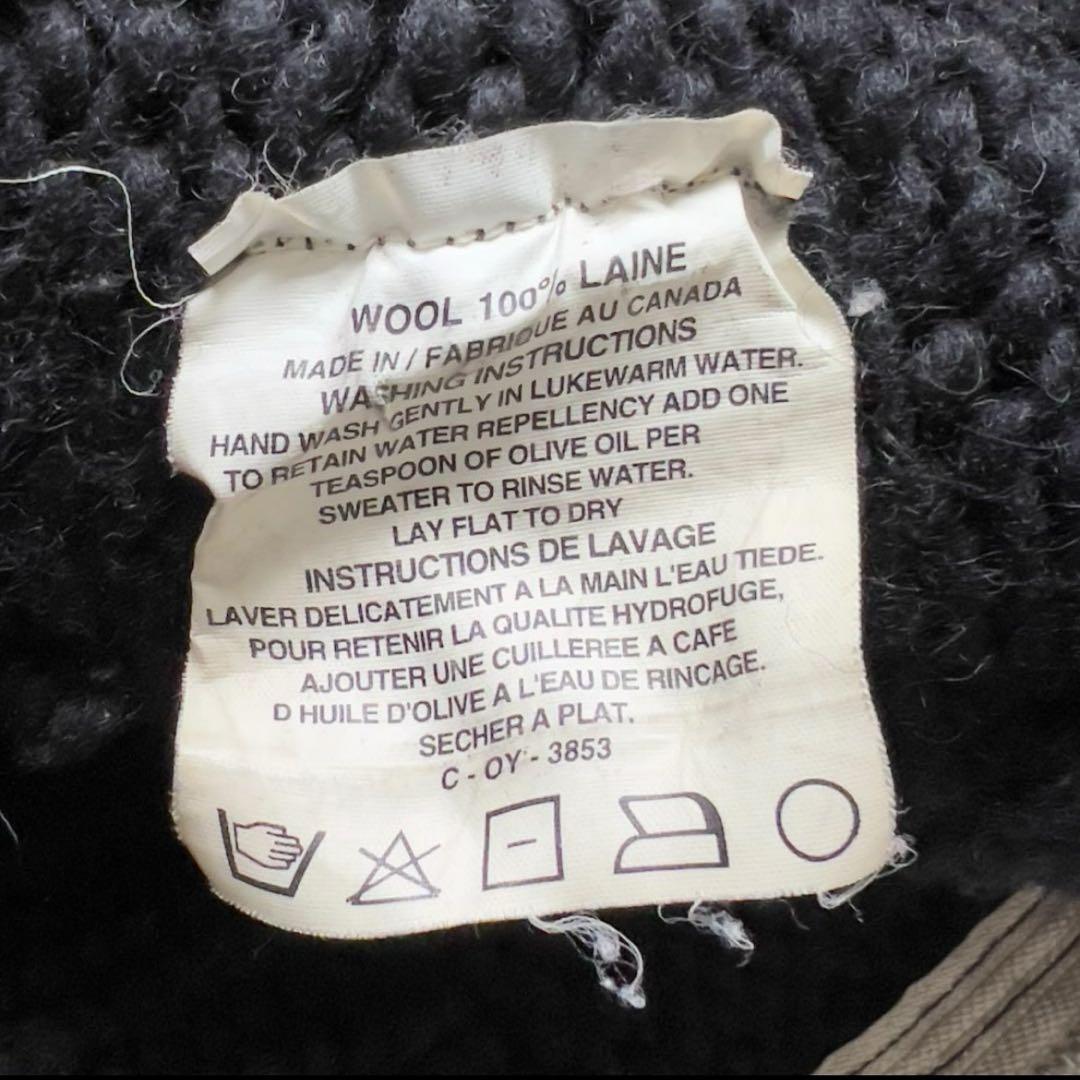 WOOL 100% LAINE
MADE IN / FABRIQUE AU CANADA
WASHING INSTRUCTIONS
HAND WASH GENTLY IN LUKEWARM WATER.
TO RETAIN WATER REPELLENCY ADD ONE
TEASPOON OF OLIVE OIL PER
SWEATER TO RINSE WATER.
LAY FLAT TO DRY
INSTRUCTIONS DE LAVAGE
LAVER DELICATEMENT A LA MAIN L'EAU TIEDE.
POUR RETENIR LA QUALITE HYDROFUGE,
AJOUTER UNE CUILLEREE A CAFE
D HUILE D'OLIVE A L'EAU DE RINCAGE.
SECHER A PLAT.
C - OY - 3853